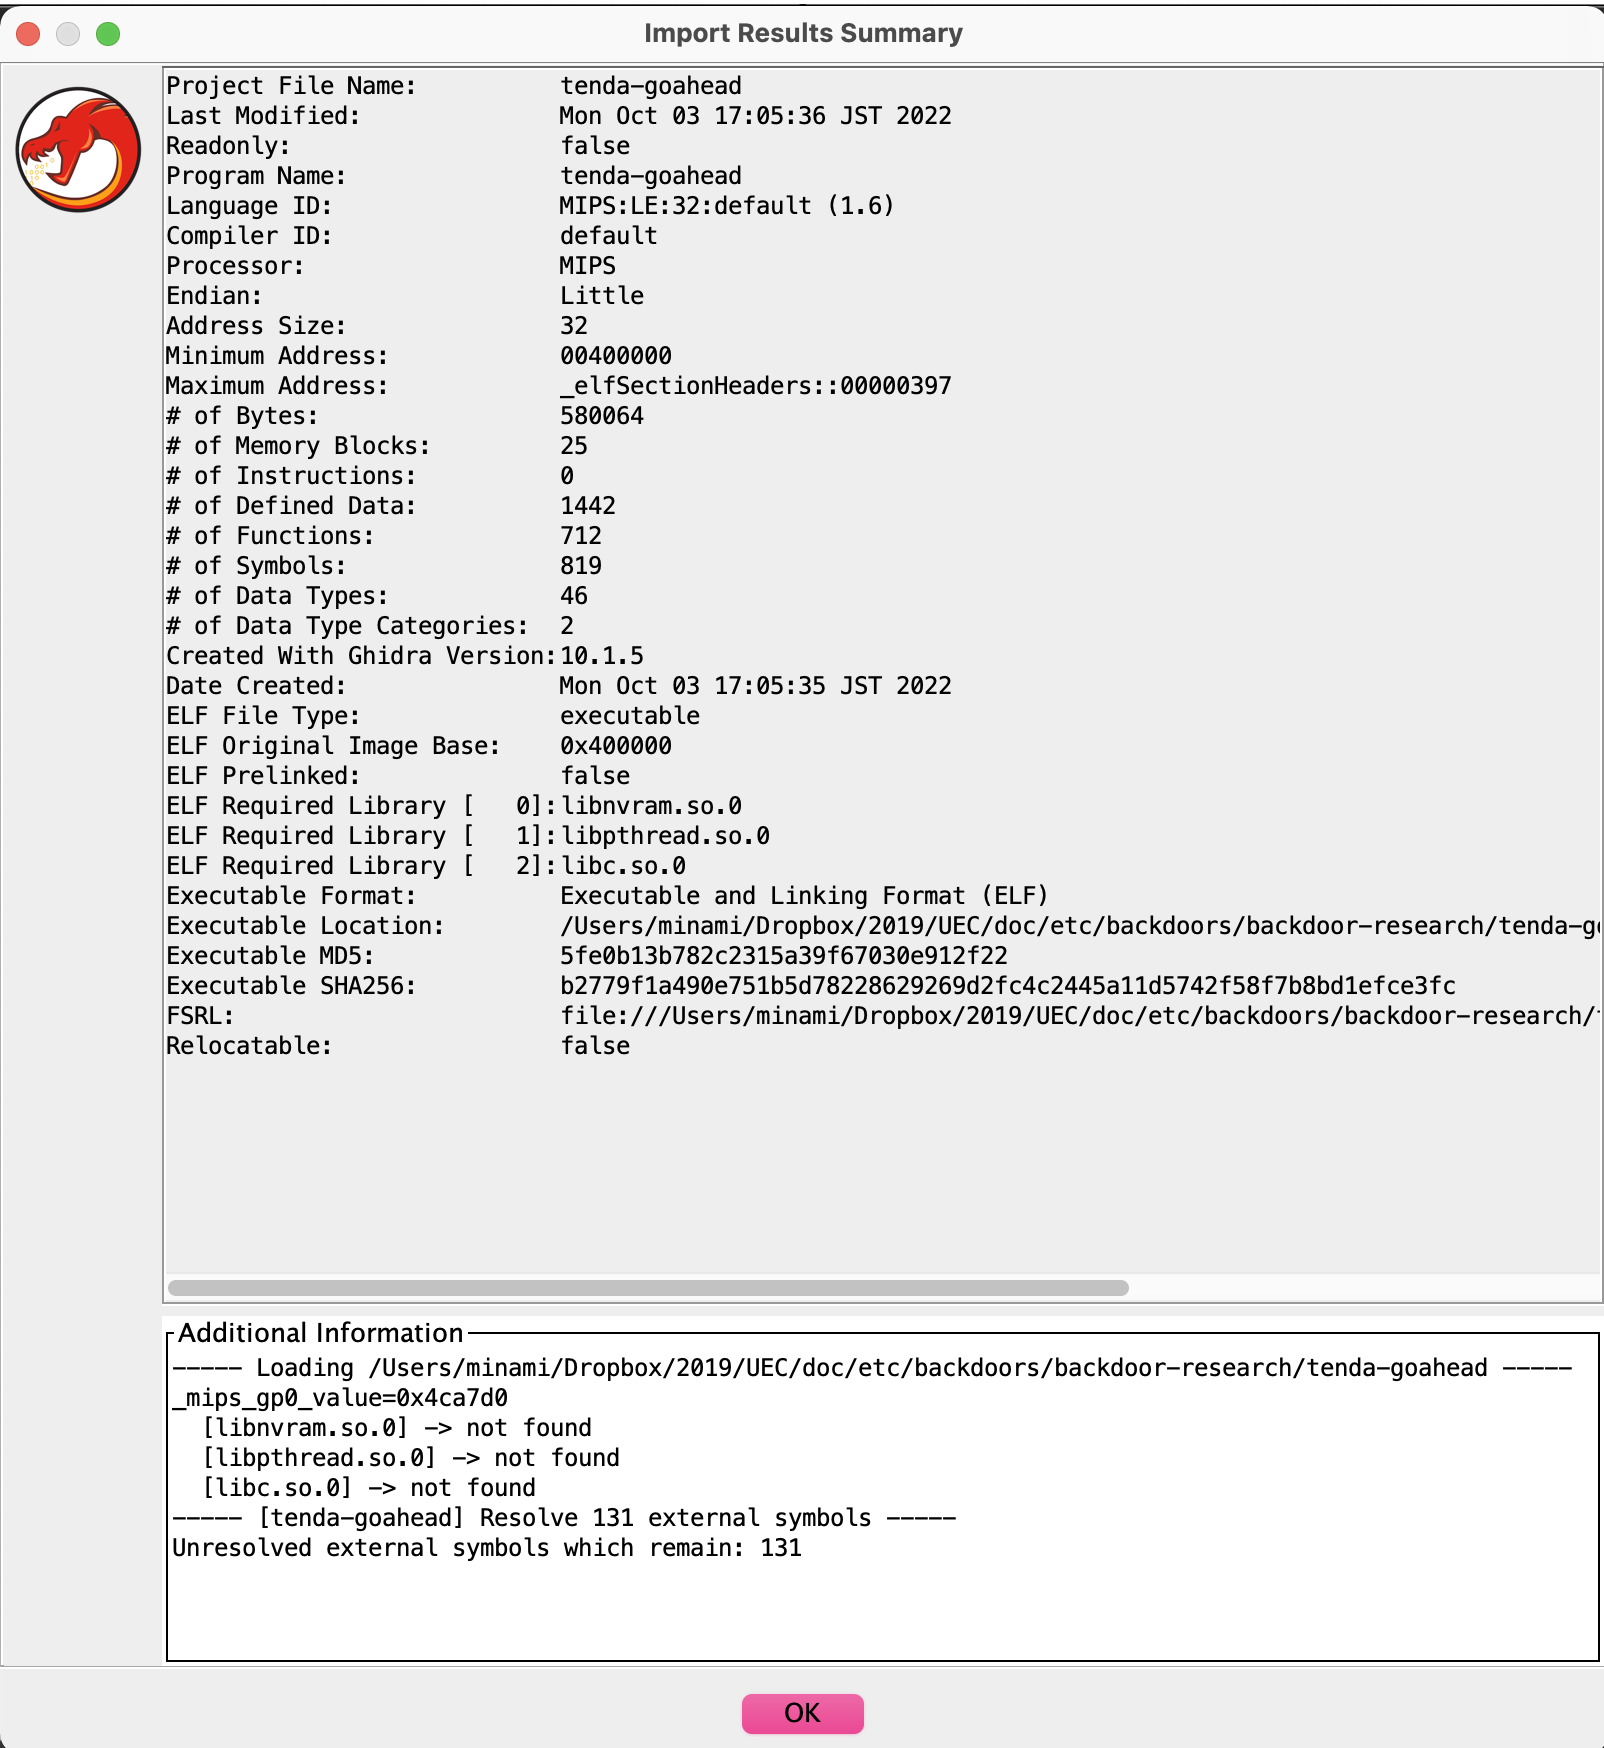 Import Results Summary
Project File Name: tenda-goahead
Last Modified: Mon Oct 03 17:05:36 JST 2022
Readonly: false
Program Name: tenda-goahead
Language ID: MIPS:LE:32:default (1.6)
Compiler ID: default
Processor: MIPS
Endian: Little
Address Size: 32
Minimum Address: 00400000
Maximum Address: _elfSectionHeaders::00000397
# of Bytes: 580064
# of Memory Blocks: 25
# of Instructions: 0
# of Defined Data: 1442
# of Functions: 712
# of Symbols: 819
# of Data Types: 46
# of Data Type Categories: 2
Created With Ghidra Version: 10.1.5
Date Created: Mon Oct 03 17:05:35 JST 2022
ELF File Type: executable
ELF Original Image Base: 0x400000
ELF Prelinked: false
ELF Required Library [   0]: libnvram.so.0
ELF Required Library [   1]: libpthread.so.0
ELF Required Library [   2]: libc.so.0
Executable Format: Executable and Linking Format (ELF)
Executable Location: /Users/minami/Dropbox/2019/UEC/doc/etc/backdoors/backdoor-research/tenda-g
Executable MD5: 5fe0b13b782c2315a39f67030e912f22
Executable SHA256: b2779f1a490e751b5d78228629269d2fc4c2445a11d5742f58f7b8bd1efce3fc
FSRL: file:///Users/minami/Dropbox/2019/UEC/doc/etc/backdoors/backdoor-research/
Relocatable: false
Additional Information
----- Loading /Users/minami/Dropbox/2019/UEC/doc/etc/backdoors/backdoor-research/tenda-goahead -----
_mips_gp0_value=0x4ca7d0
[libnvram.so.0] -> not found
[libpthread.so.0] -> not found
[libc.so.0] -> not found
----- [tenda-goahead] Resolve 131 external symbols -----
Unresolved external symbols which remain: 131
OK